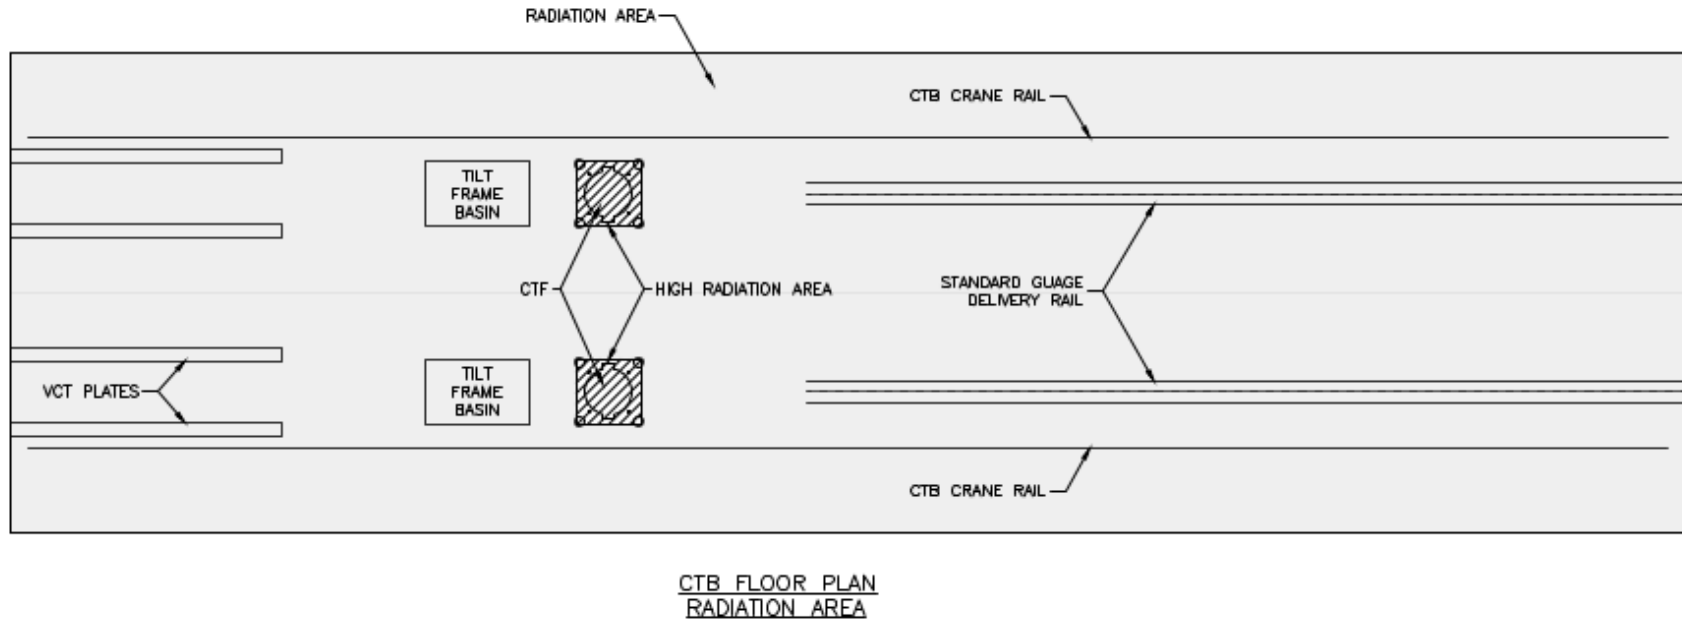 RADIATION AREA
CTB CRANE RAIL
TILT
FRAME
BASIN
CTF
HIGH RADIATION AREA
STANDARD GUAGE
DELIVERY RAIL
VCT PLATES
TILT
FRAME
BASIN
CTB CRANE RAIL
CTB FLOOR PLAN
RADIATION AREA